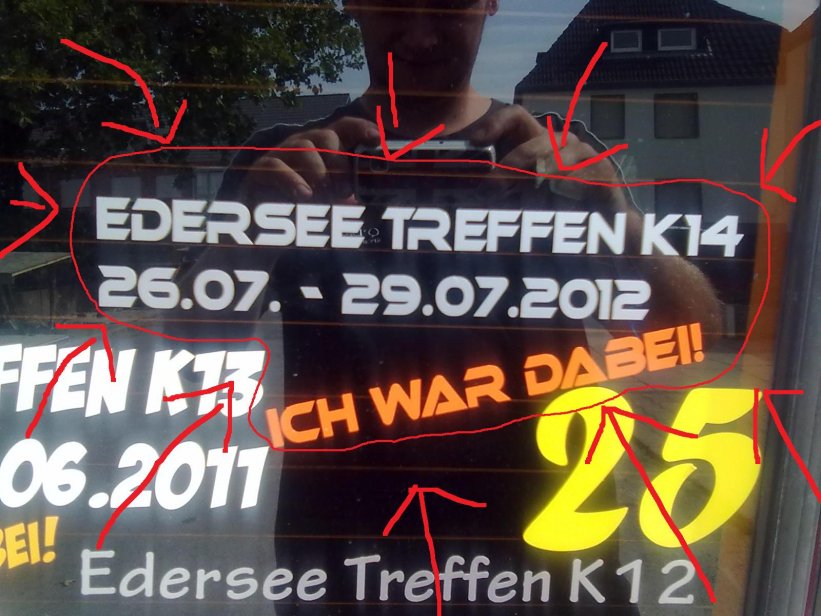 EDERSEE TREFFEN K14
26.07. - 29.07.2012
ICH WAR DABEI!
FFEN K13
06.2011
BEI!
25
Edersee Treffen K12